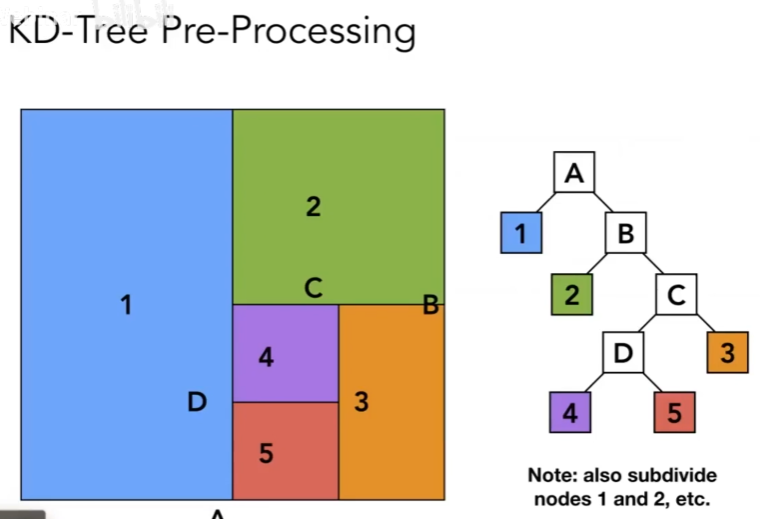 KD-Tree Pre-Processing
2
C
1
B
4
D
3
5
A
A
1
B
2
C
D
3
4
5
Note: also subdivide
nodes 1 and 2, etc.